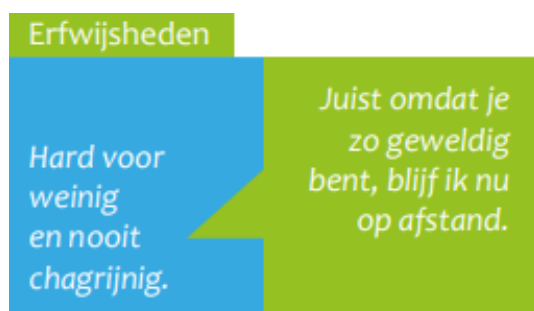 Erfwijsheden
Hard voor
weinig
en nooit
chagrijnig.
Juist omdat je
zo geweldig
bent, blijf ik nu
op afstand.